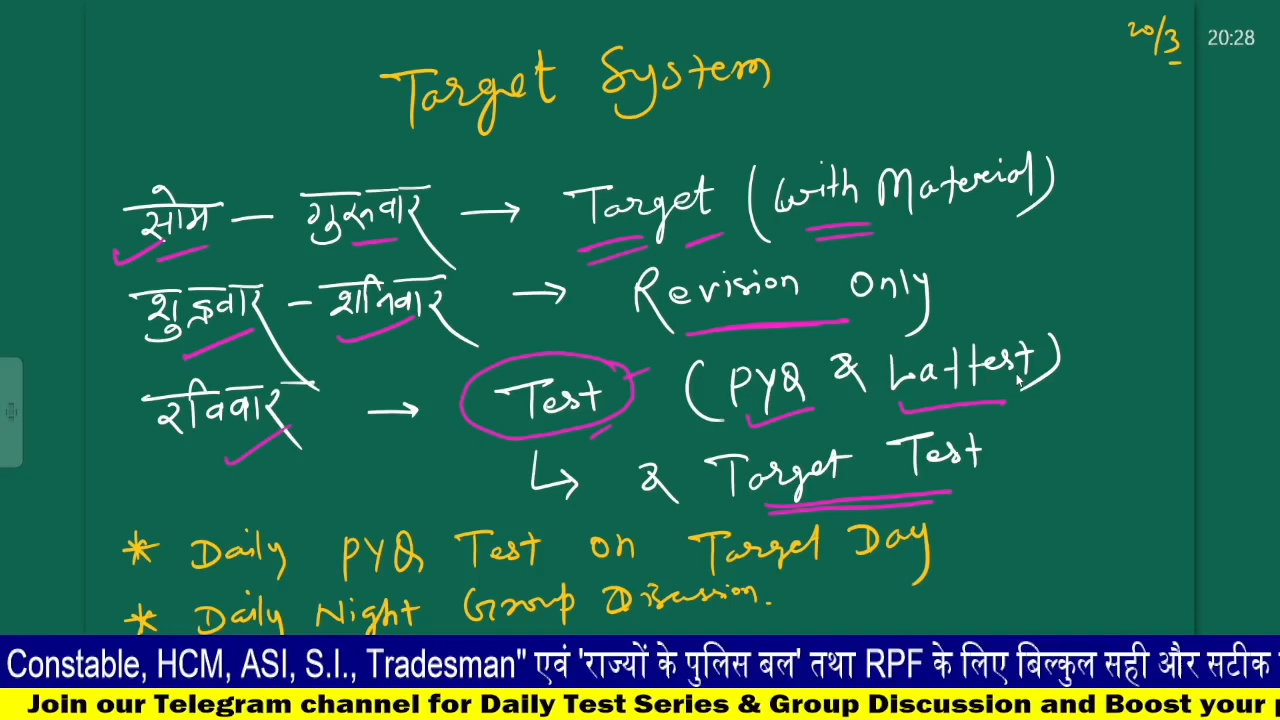 20/3 20:28
Target System
सोम - गुरुवार → Target (with Material)
शुक्रवार - शनिवार → Revision Only
रविवार → Test (PYQ & Lattest)
↳ & Target Test
* Daily PYQ Test on Target Day
* Daily Night Group Discussion.
Constable, HCM, ASI, S.I., Tradesman" एवं 'राज्यों के पुलिस बल' तथा RPF के लिए बिल्कुल सही और सटीक
Join our Telegram channel for Daily Test Series & Group Discussion and Boost your